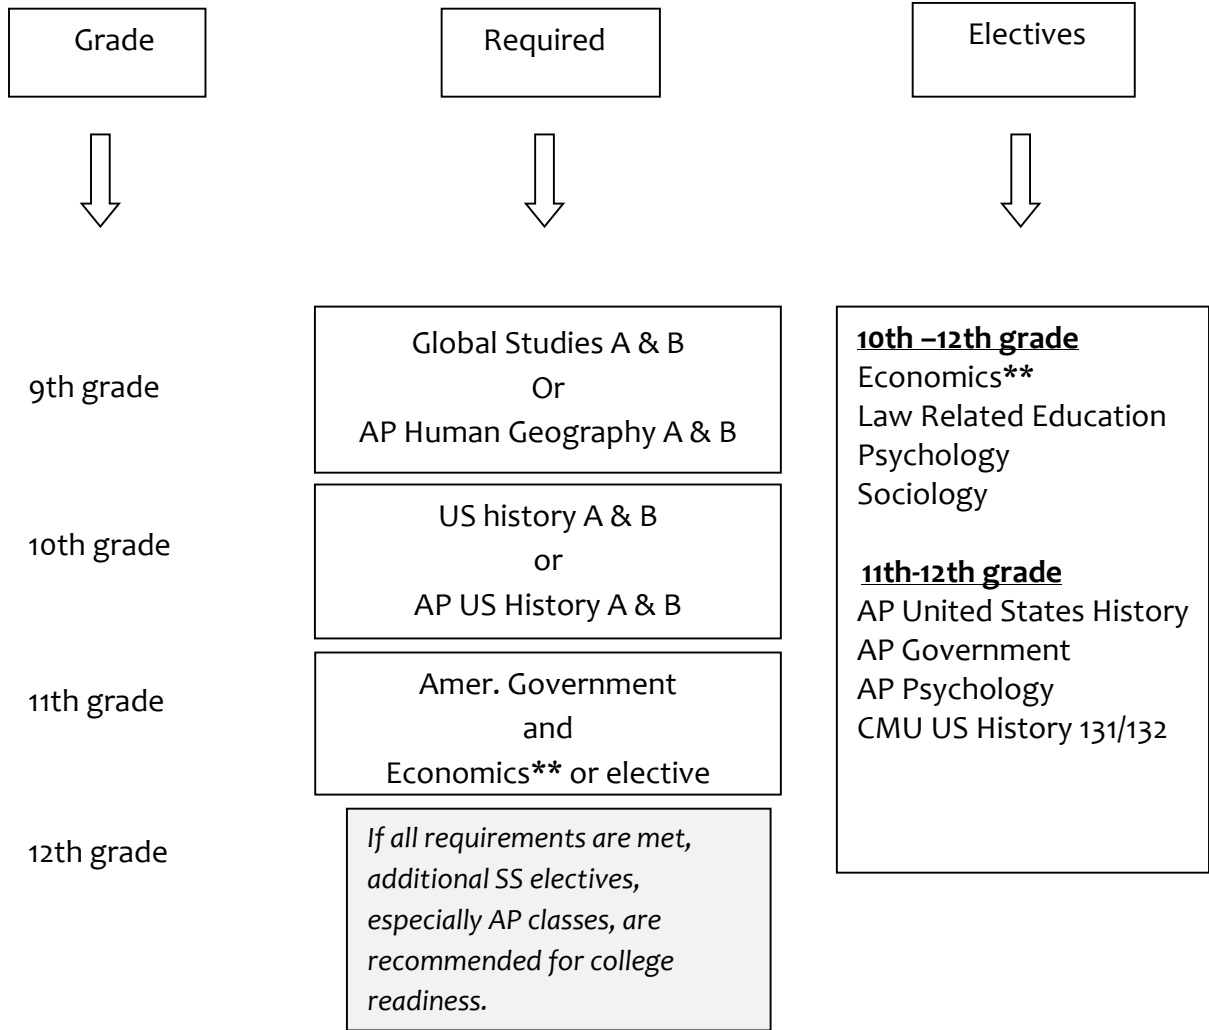 Grade
Required
Electives
9th grade
Global Studies A & B
Or
AP Human Geography A & B
10th grade
US history A & B
or
AP US History A & B
11th grade
Amer. Government
and
Economics** or elective
12th grade
If all requirements are met,
additional SS electives,
especially AP classes, are
recommended for college
readiness.
10th –12th grade
Economics**
Law Related Education
Psychology
Sociology
11th-12th grade
AP United States History
AP Government
AP Psychology
CMU US History 131/132